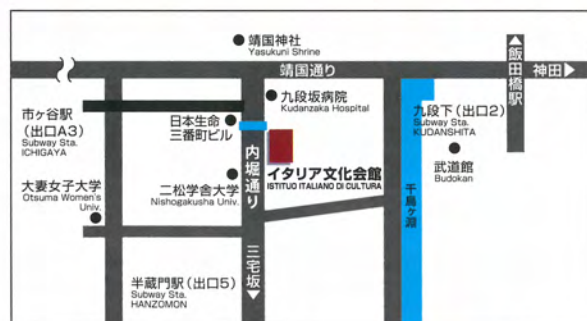 靖国神社
Yasukuni Shrine
靖国通り
▲飯田橋駅
神田▶
市ヶ谷駅
(出口A3)
Subway Sta.
ICHIGAYA
日本生命
三番町ビル
九段坂病院
Kudanzaka Hospital
九段下(出口2)
Subway Sta.
KUDANSHITA
武道館
Budokan
内堀通り
イタリア文化会館
ISTITUO ITALIANO DI CULTURA
大妻女子大学
Otsuma Women's
Univ.
二松学舎大学
Nishogakusha Univ.
千鳥ヶ淵
三宅坂▼
半蔵門駅(出口5)
Subway Sta.
HANZOMON